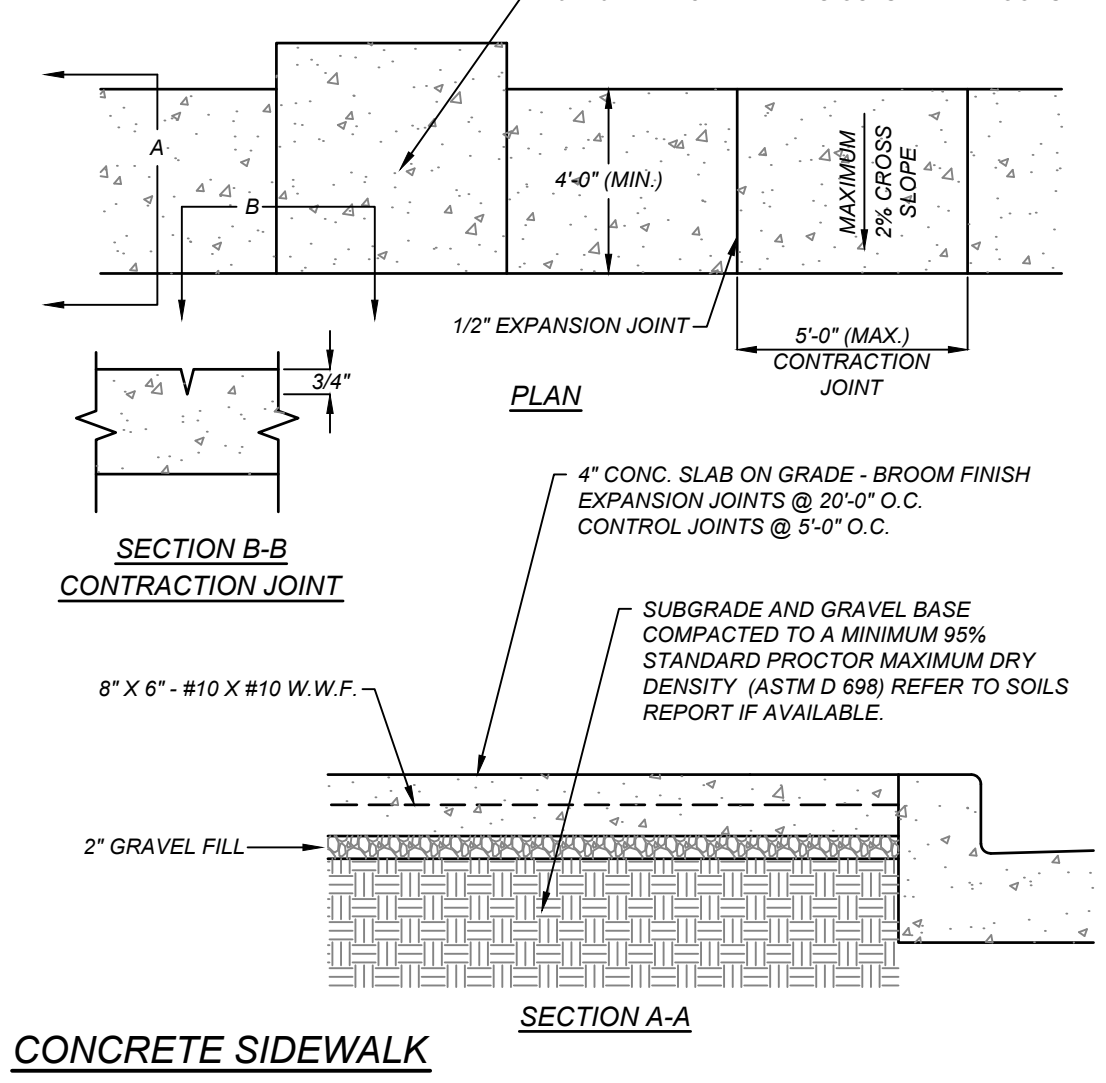 A
B
4'-0" (MIN.)
MAXIMUM
2% CROSS
SLOPE
1/2" EXPANSION JOINT
5'-0" (MAX.)
CONTRACTION
JOINT
3/4"
PLAN
SECTION B-B
CONTRACTION JOINT
4" CONC. SLAB ON GRADE - BROOM FINISH
EXPANSION JOINTS @ 20'-0" O.C.
CONTROL JOINTS @ 5'-0" O.C.
SUBGRADE AND GRAVEL BASE
COMPACTED TO A MINIMUM 95%
STANDARD PROCTOR MAXIMUM DRY
DENSITY (ASTM D 698) REFER TO SOILS
REPORT IF AVAILABLE.
8" X 6" - #10 X #10 W.W.F.
2" GRAVEL FILL
SECTION A-A
CONCRETE SIDEWALK